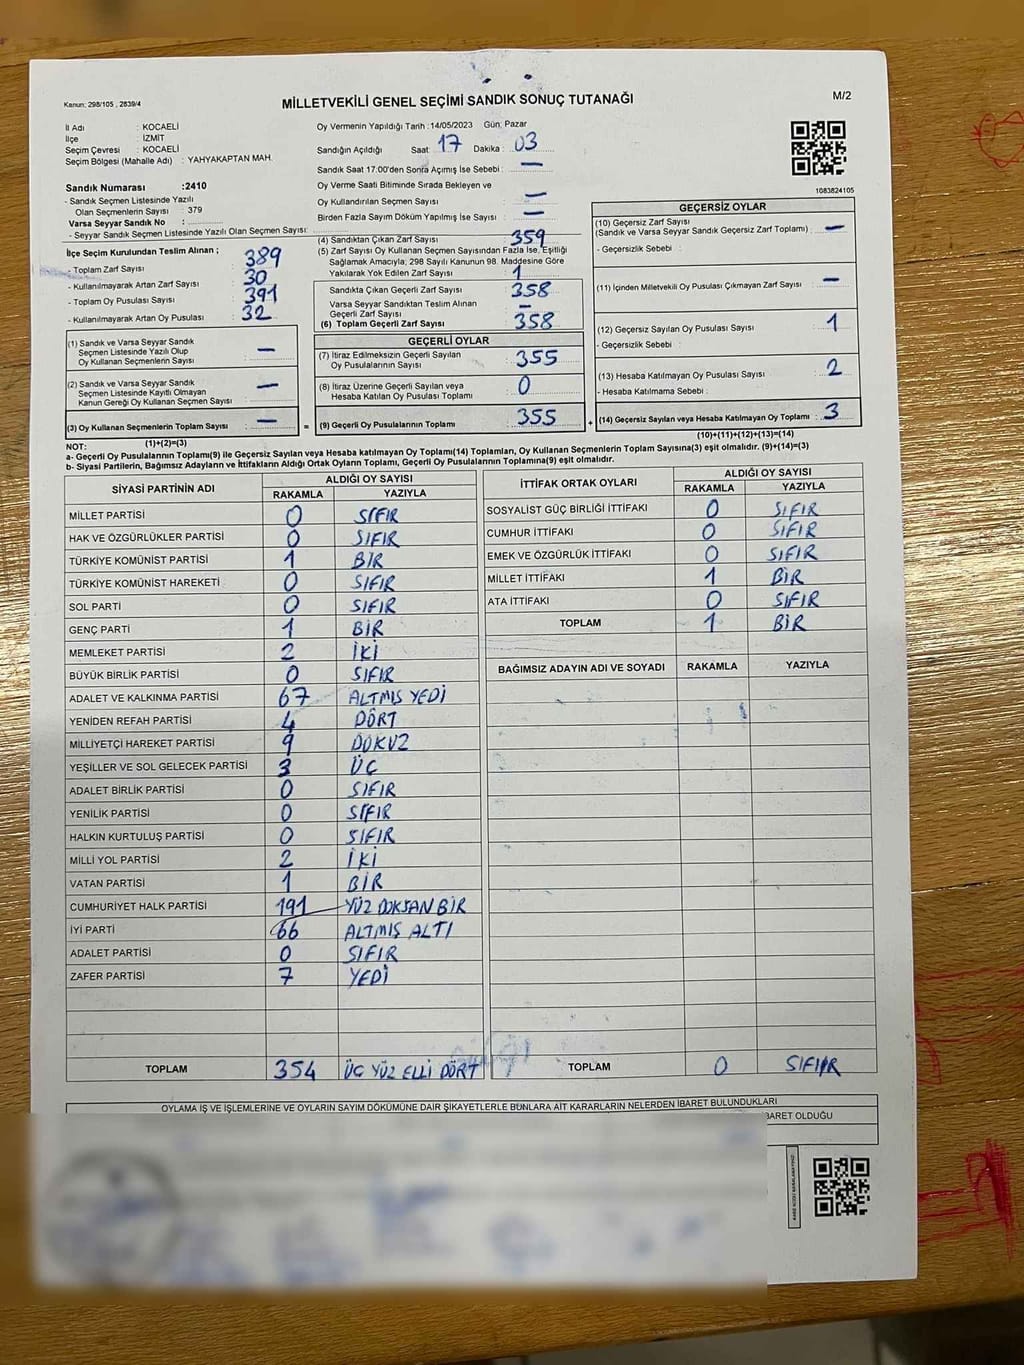 Kanun: 298/105 , 2839/4
MİLLETVEKİLİ GENEL SEÇİMİ SANDIK SONUÇ TUTANAĞI
M/2
İl Adı : KOCAELİ
İlçe : İZMİT
Seçim Çevresi : KOCAELİ
Seçim Bölgesi (Mahalle Adı) : YAHYAKAPTAN MAH.
Sandık Numarası :2410
- Sandık Seçmen Listesinde Yazılı
Olan Seçmenlerin Sayısı : 379
Varsa Seyyar Sandık No :
- Seyyar Sandık Seçmen Listesinde Yazılı Olan Seçmen Sayısı:
Oy Vermenin Yapıldığı Tarih :14/05/2023 Gün: Pazar
Sandığın Açıldığı Saat: 17 Dakika : 03
Sandık Saat 17:00'den Sonra Açımış İse Sebebi : —
Oy Verme Saati Bitiminde Sırada Bekleyen ve
Oy Kullandırılan Seçmen Sayısı : —
Birden Fazla Sayım Döküm Yapılmış İse Sayısı : —
1083824105
İlçe Seçim Kurulundan Teslim Alınan ;
- Toplam Zarf Sayısı : 389
- Kullanılmayarak Artan Zarf Sayısı : 30
- Toplam Oy Pusulası Sayısı : 391
- Kullanılmayarak Artan Oy Pusulası : 32
(1) Sandık ve Varsa Seyyar Sandık
Seçmen Listesinde Yazılı Olup
Oy Kullanan Seçmenlerin Sayısı : —
(2) Sandık ve Varsa Seyyar Sandık
Seçmen Listesinde Kayıtlı Olmayan
Kanun Gereği Oy Kullanan Seçmen Sayısı : —
(3) Oy Kullanan Seçmenlerin Toplam Sayısı : —
(1)+(2)=(3)
(4) Sandıktan Çıkan Zarf Sayısı : 359
(5) Zarf Sayısı Oy Kullanan Seçmen Sayısından Fazla İse, Eşitliği
Sağlamak Amacıyla; 298 Sayılı Kanunun 98. Maddesine Göre
Yakılarak Yok Edilen Zarf Sayısı : 1
Sandıkta Çıkan Geçerli Zarf Sayısı : 358
Varsa Seyyar Sandıktan Teslim Alınan
Geçerli Zarf Sayısı : —
(6) Toplam Geçerli Zarf Sayısı : 358
GEÇERLİ OYLAR
(7) İtiraz Edilmeksizin Geçerli Sayılan
Oy Pusulalarının Sayısı : 355
(8) İtiraz Üzerine Geçerli Sayılan veya
Hesaba Katılan Oy Pusulası Toplamı : 0
= (9) Geçerli Oy Pusulalarının Toplamı : 355
GEÇERSİZ OYLAR
(10) Geçersiz Zarf Sayısı
(Sandık ve Varsa Seyyar Sandık Geçersiz Zarf Toplamı) : —
- Geçersizlik Sebebi :
(11) İçinden Milletvekili Oy Pusulası Çıkmayan Zarf Sayısı : —
(12) Geçersiz Sayılan Oy Pusulası Sayısı : 1
- Geçersizlik Sebebi :
(13) Hesaba Katılmayan Oy Pusulası Sayısı : 2
- Hesaba Katılmama Sebebi :
+ (14) Geçersiz Sayılan veya Hesaba Katılmayan Oy Toplamı : 3
(10)+(11)+(12)+(13)=(14)
NOT:
a- Geçerli Oy Pusulalarının Toplamı(9) ile Geçersiz Sayılan veya Hesaba katılmayan Oy Toplamı(14) Toplamları, Oy Kullanan Seçmenlerin Toplam Sayısına(3) eşit olmalıdır. (9)+(14)=(3)
b- Siyasi Partilerin, Bağımsız Adayların ve İttifakların Aldığı Ortak Oyların Toplamı, Geçerli Oy Pusulalarının Toplamına(9) eşit olmalıdır.
SİYASİ PARTİNİN ADI ALDIĞI OY SAYISI
RAKAMLA YAZIYLA
MİLLET PARTİSİ 0 SIFIR
HAK VE ÖZGÜRLÜKLER PARTİSİ 0 SIFIR
TÜRKİYE KOMÜNİST PARTİSİ 1 BİR
TÜRKİYE KOMÜNİST HAREKETİ 0 SIFIR
SOL PARTİ 0 SIFIR
GENÇ PARTİ 1 BİR
MEMLEKET PARTİSİ 2 İKİ
BÜYÜK BİRLİK PARTİSİ 0 SIFIR
ADALET VE KALKINMA PARTİSİ 67 ALTMIŞ YEDİ
YENİDEN REFAH PARTİSİ 4 DÖRT
MİLLİYETÇİ HAREKET PARTİSİ 9 DOKUZ
YEŞİLLER VE SOL GELECEK PARTİSİ 3 ÜÇ
ADALET BİRLİK PARTİSİ 0 SIFIR
YENİLİK PARTİSİ 0 SIFIR
HALKIN KURTULUŞ PARTİSİ 0 SIFIR
MİLLİ YOL PARTİSİ 2 İKİ
VATAN PARTİSİ 1 BİR
CUMHURİYET HALK PARTİSİ 191 YÜZ DOKSAN BİR
İYİ PARTİ 66 ALTMIŞ ALTI
ADALET PARTİSİ 0 SIFIR
ZAFER PARTİSİ 7 YEDİ
TOPLAM 354 ÜÇ YÜZ ELLİ DÖRT
İTTİFAK ORTAK OYLARI ALDIĞI OY SAYISI
RAKAMLA YAZIYLA
SOSYALİST GÜÇ BİRLİĞİ İTTİFAKI 0 SIFIR
CUMHUR İTTİFAKI 0 SIFIR
EMEK VE ÖZGÜRLÜK İTTİFAKI 0 SIFIR
MİLLET İTTİFAKI 1 BİR
ATA İTTİFAKI 0 SIFIR
TOPLAM 1 BİR
BAĞIMSIZ ADAYIN ADI VE SOYADI RAKAMLA YAZIYLA
TOPLAM 0 SIFIR
OYLAMA İŞ VE İŞLEMLERİNE VE OYLARIN SAYIM DÖKÜMÜNE DAİR ŞİKAYETLERLE BUNLARA AİT KARARLARIN NELERDEN İBARET BULUNDUKLARI
İBARET OLDUĞU